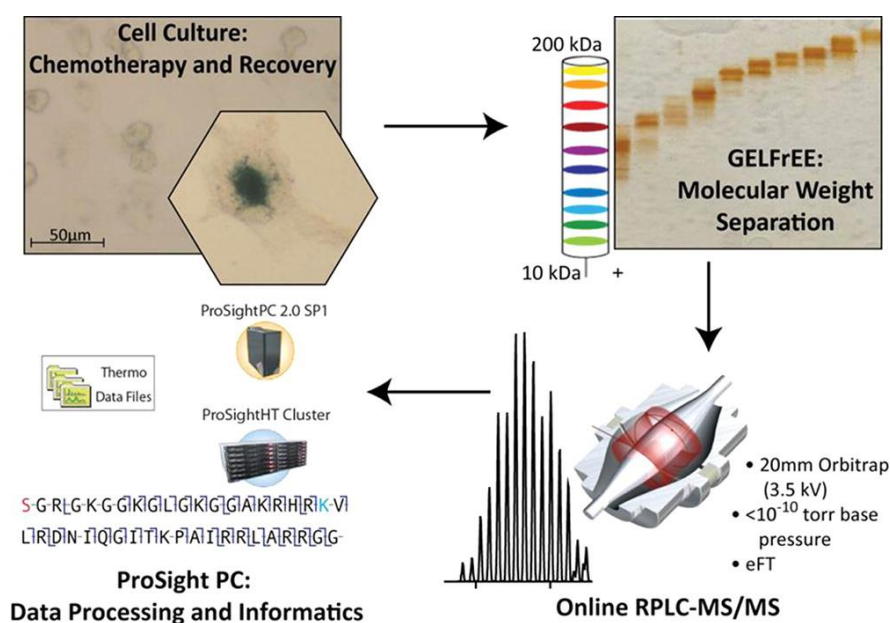 Cell Culture:
Chemotherapy and Recovery
50µm
200 kDa
10 kDa
+
GELFrEE:
Molecular Weight
Separation
ProSightPC 2.0 SP1
Thermo
Data Files
ProSightHT Cluster
S-G-R-G-K-G-G-K-G-L-G-K-G-G-A-K-R-H-R-K-V
L-R-D-N-I-Q-G-I-T-K-P-A-I-R-R-L-A-R-R-G-G-
ProSight PC:
Data Processing and Informatics
• 20mm Orbitrap
(3.5 kV)
• <10⁻¹⁰ torr base
pressure
• eFT
Online RPLC-MS/MS